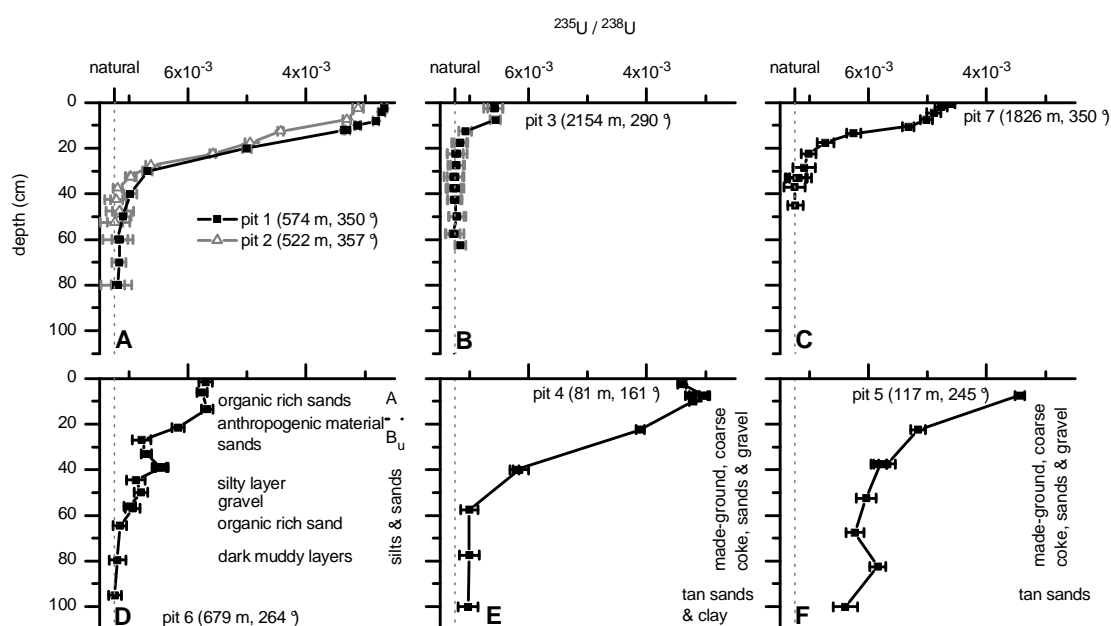 ²³⁵U / ²³⁸U
natural 6x10⁻³ 4x10⁻³ natural 6x10⁻³ 4x10⁻³ natural 6x10⁻³ 4x10⁻³
depth (cm)
0
20
40
60
80
100
pit 1 (574 m, 350 º)
pit 2 (522 m, 357 º)
A
pit 3 (2154 m, 290 º)
B
pit 7 (1826 m, 350 º)
C
0
20
40
60
80
100
organic rich sands
anthropogenic material
sands
silty layer
gravel
organic rich sand
dark muddy layers
A
Bu
silts & sands
D
pit 6 (679 m, 264 º)
pit 4 (81 m, 161 º)
made-ground, coarse
coke, sands & gravel
tan sands
& clay
E
pit 5 (117 m, 245 º)
made-ground, coarse
coke, sands & gravel
tan sands
F